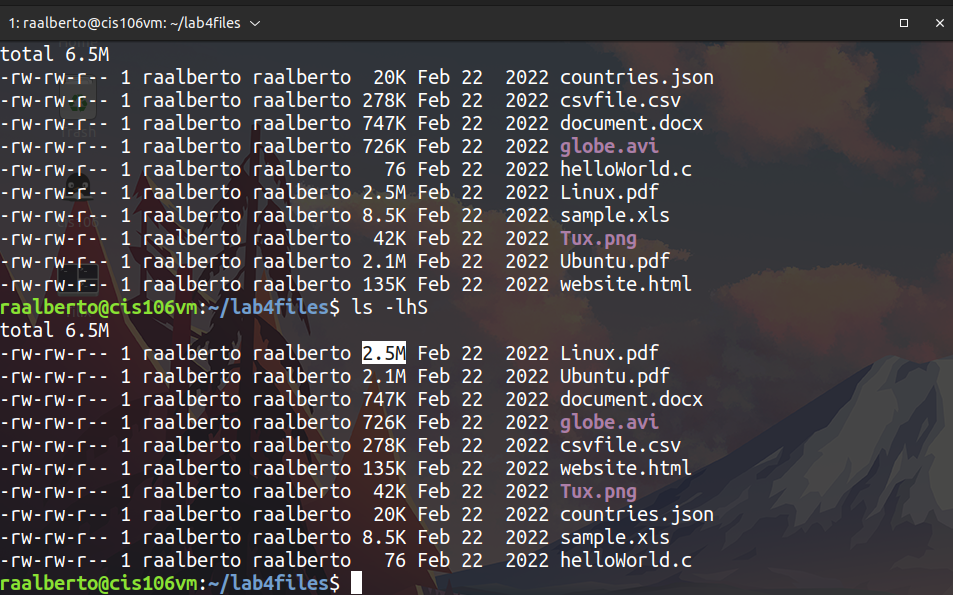 1: raalberto@cis106vm: ~/lab4files
total 6.5M
-rw-rw-r-- 1 raalberto raalberto  20K Feb 22  2022 countries.json
-rw-rw-r-- 1 raalberto raalberto 278K Feb 22  2022 csvfile.csv
-rw-rw-r-- 1 raalberto raalberto 747K Feb 22  2022 document.docx
-rw-rw-r-- 1 raalberto raalberto 726K Feb 22  2022 globe.avi
-rw-rw-r-- 1 raalberto raalberto   76 Feb 22  2022 helloWorld.c
-rw-rw-r-- 1 raalberto raalberto 2.5M Feb 22  2022 Linux.pdf
-rw-rw-r-- 1 raalberto raalberto 8.5K Feb 22  2022 sample.xls
-rw-rw-r-- 1 raalberto raalberto  42K Feb 22  2022 Tux.png
-rw-rw-r-- 1 raalberto raalberto 2.1M Feb 22  2022 Ubuntu.pdf
-rw-rw-r-- 1 raalberto raalberto 135K Feb 22  2022 website.html
raalberto@cis106vm:~/lab4files$ ls -lhS
total 6.5M
-rw-rw-r-- 1 raalberto raalberto 2.5M Feb 22  2022 Linux.pdf
-rw-rw-r-- 1 raalberto raalberto 2.1M Feb 22  2022 Ubuntu.pdf
-rw-rw-r-- 1 raalberto raalberto 747K Feb 22  2022 document.docx
-rw-rw-r-- 1 raalberto raalberto 726K Feb 22  2022 globe.avi
-rw-rw-r-- 1 raalberto raalberto 278K Feb 22  2022 csvfile.csv
-rw-rw-r-- 1 raalberto raalberto 135K Feb 22  2022 website.html
-rw-rw-r-- 1 raalberto raalberto  42K Feb 22  2022 Tux.png
-rw-rw-r-- 1 raalberto raalberto  20K Feb 22  2022 countries.json
-rw-rw-r-- 1 raalberto raalberto 8.5K Feb 22  2022 sample.xls
-rw-rw-r-- 1 raalberto raalberto   76 Feb 22  2022 helloWorld.c
raalberto@cis106vm:~/lab4files$